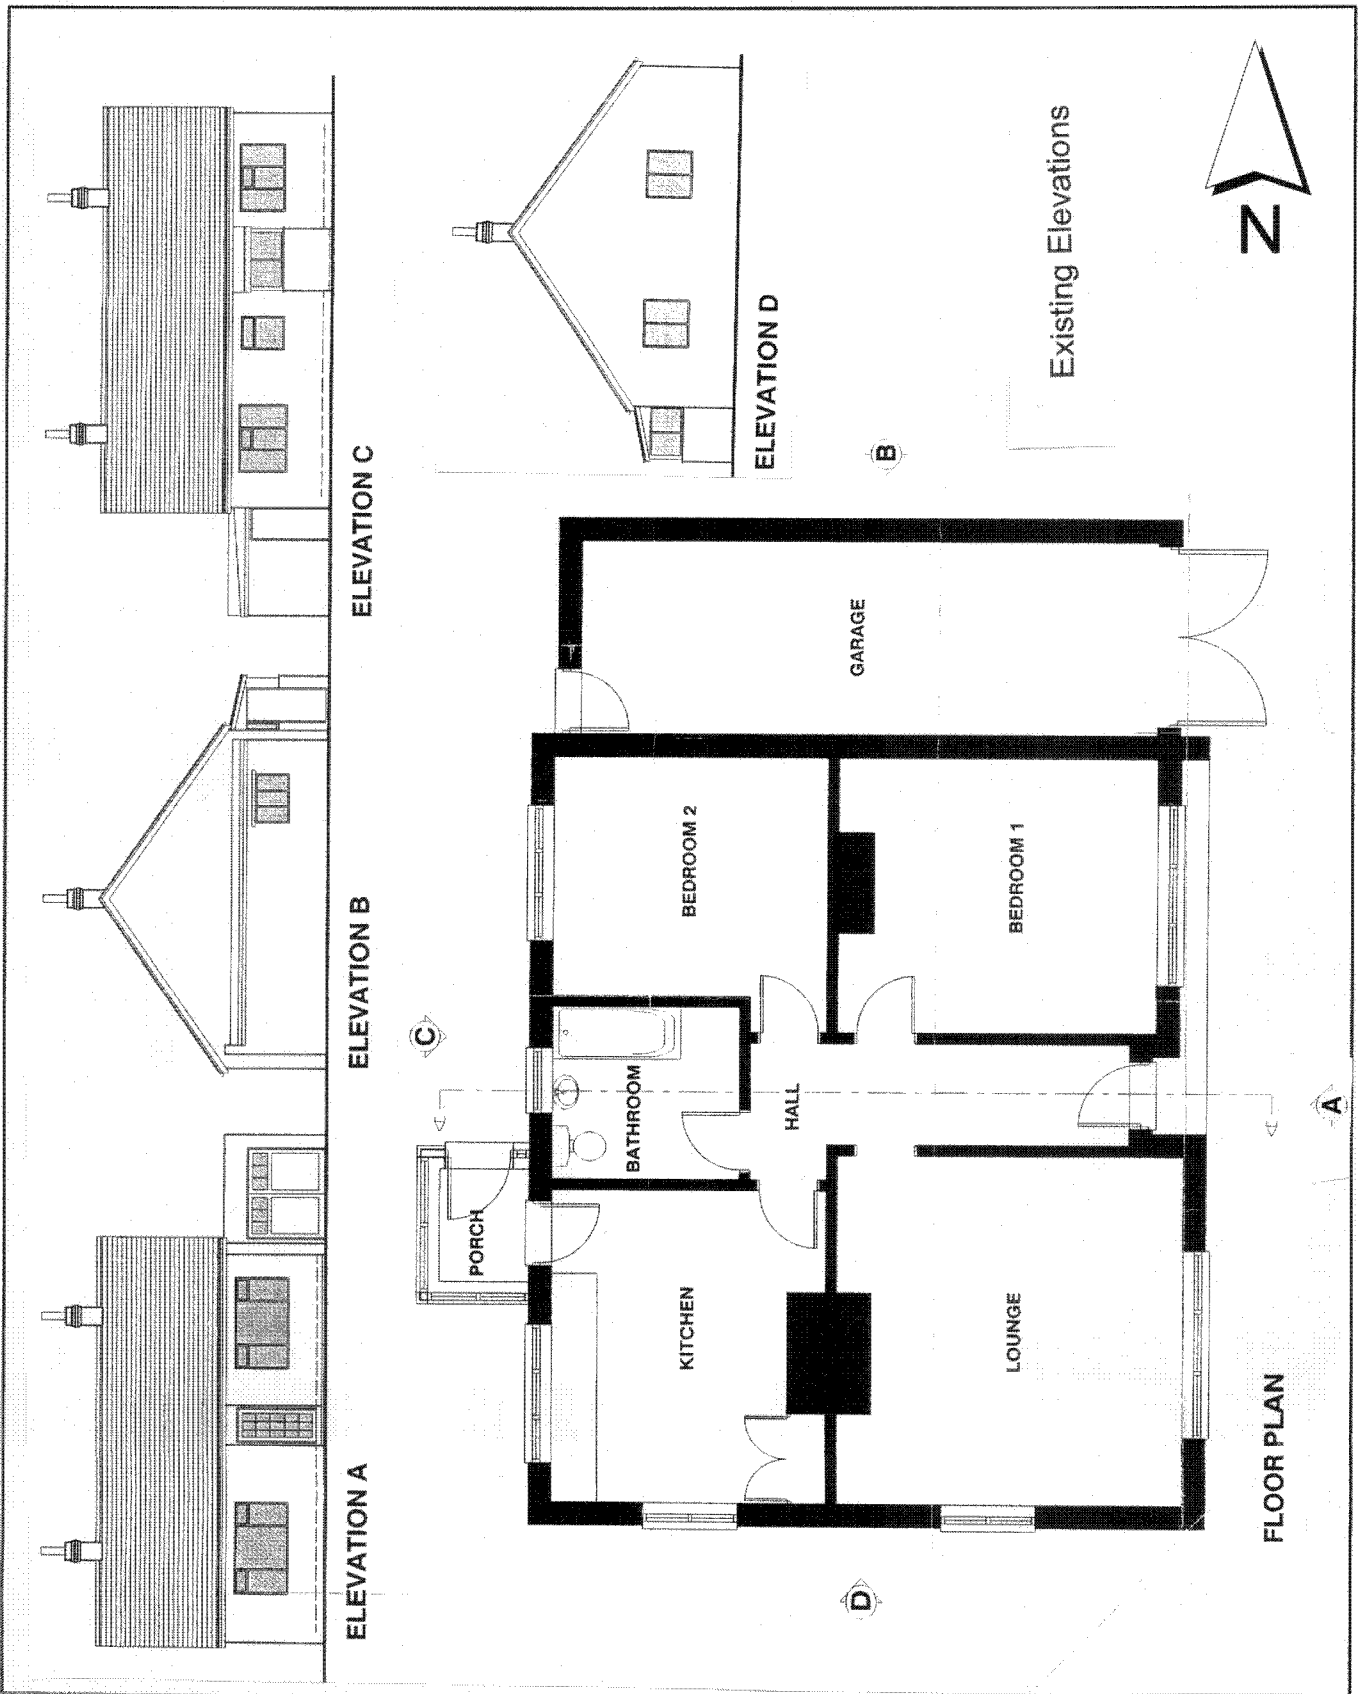 ELEVATION A
ELEVATION B
ELEVATION C
ELEVATION D
Existing Elevations
N
C
B
PORCH
KITCHEN
BATHROOM
BEDROOM 2
HALL
GARAGE
LOUNGE
BEDROOM 1
D
A
FLOOR PLAN